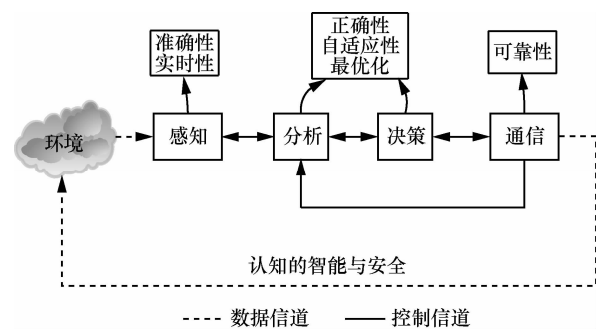 准确性
实时性
正确性
自适应性
最优化
可靠性
环境
感知
分析
决策
通信
认知的智能与安全
数据信道
控制信道